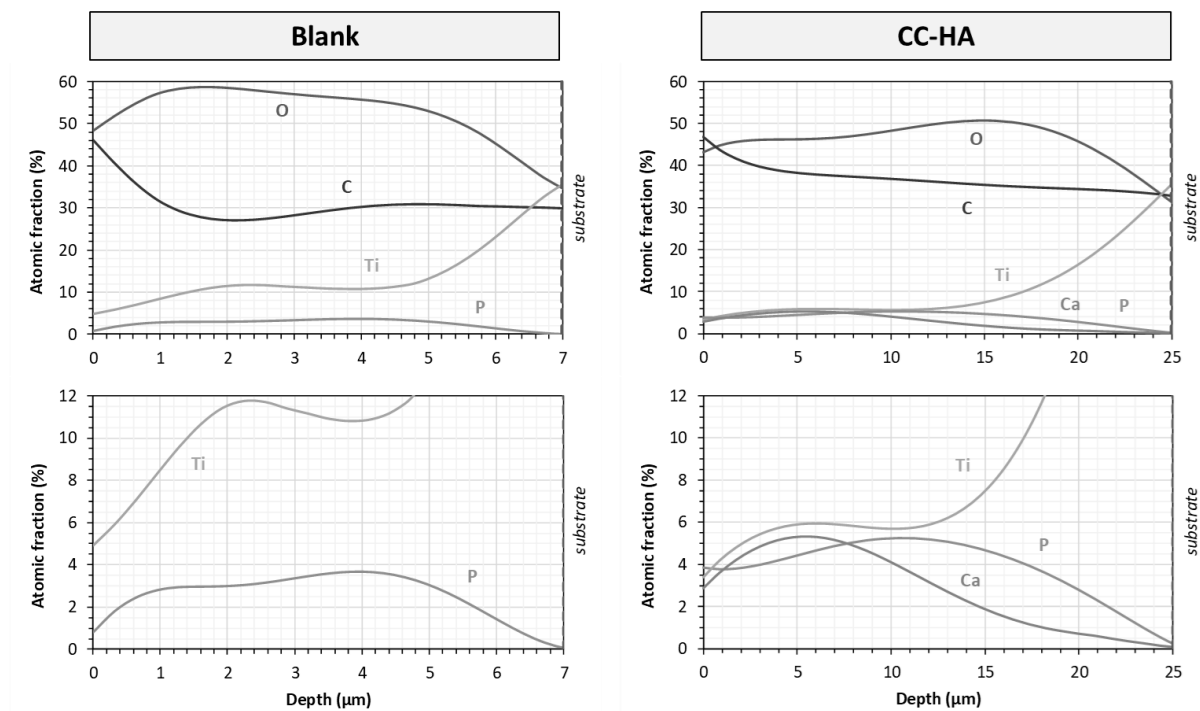 Blank
CC-HA
Atomic fraction (%)
60
50
40
30
20
10
0
O
C
Ti
P
0 1 2 3 4 5 6 7
substrate
Atomic fraction (%)
60
50
40
30
20
10
0
O
C
Ti
Ca
P
0 5 10 15 20 25
substrate
Atomic fraction (%)
12
10
8
6
4
2
0
Ti
P
0 1 2 3 4 5 6 7
Depth (µm)
substrate
Atomic fraction (%)
12
10
8
6
4
2
0
Ti
P
Ca
0 5 10 15 20 25
Depth (µm)
substrate